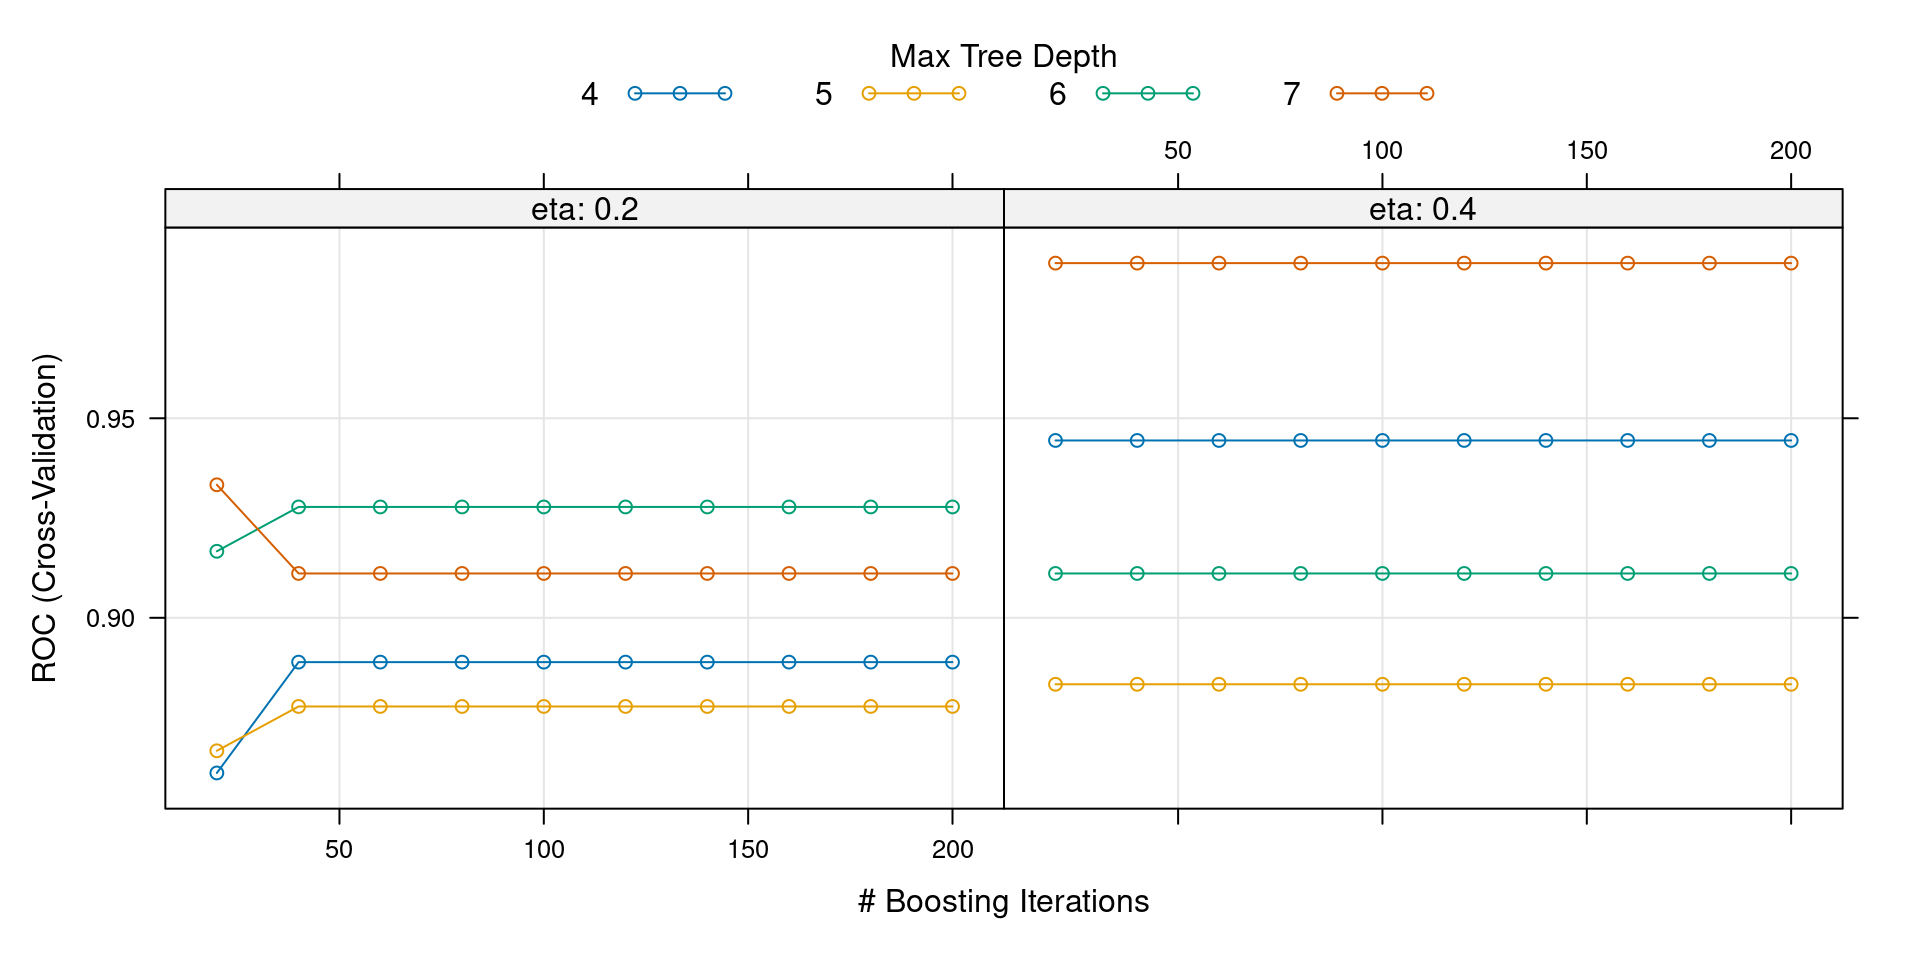 Max Tree Depth
4 5 6 7
50 100 150 200
eta: 0.2 eta: 0.4
0.95
0.90
ROC (Cross-Validation)
50 100 150 200
# Boosting Iterations